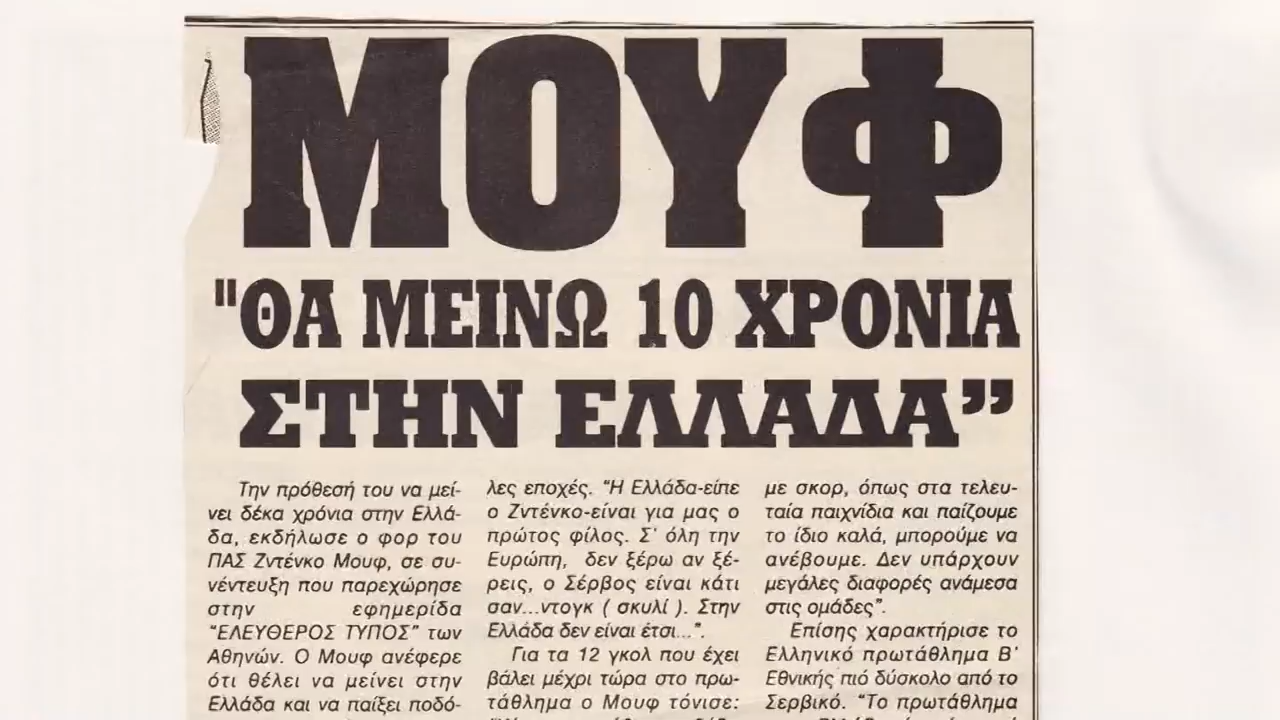 ΜΟΥΦ
"ΘΑ ΜΕΙΝΩ 10 ΧΡΟΝΙΑ
ΣΤΗΝ ΕΛΛΑΔΑ”
Την πρόθεσή του να μεί-
νει δέκα χρόνια στην Ελλά-
δα, εκδήλωσε ο φορ του
ΠΑΣ Ζντένκο Μουφ, σε συ-
νέντευξη που παρεχώρησε
στην εφημερίδα
“ΕΛΕΥΘΕΡΟΣ ΤΥΠΟΣ” των
Αθηνών. Ο Μουφ ανέφερε
ότι θέλει να μείνει στην
Ελλάδα και να παίξει ποδό-
λες εποχές. “Η Ελλάδα-είπε
ο Ζντένκο-είναι για μας ο
πρώτος φίλος. Σ' όλη την
Ευρώπη, δεν ξέρω αν ξέ-
ρεις, ο Σέρβος είναι κάτι
σαν...ντογκ ( σκυλί ). Στην
Ελλάδα δεν είναι έτσι...”.
Για τα 12 γκολ που έχει
βάλει μέχρι τώρα στο πρω-
τάθλημα ο Μουφ τόνισε:
με σκορ, όπως στα τελευ-
ταία παιχνίδια και παίζουμε
το ίδιο καλά, μπορούμε να
ανέβουμε. Δεν υπάρχουν
μεγάλες διαφορές ανάμεσα
στις ομάδες”.
Επίσης χαρακτήρισε το
Ελληνικό πρωτάθλημα Β'
Εθνικής πιό δύσκολο από το
Σερβικό. “Το πρωτάθλημα